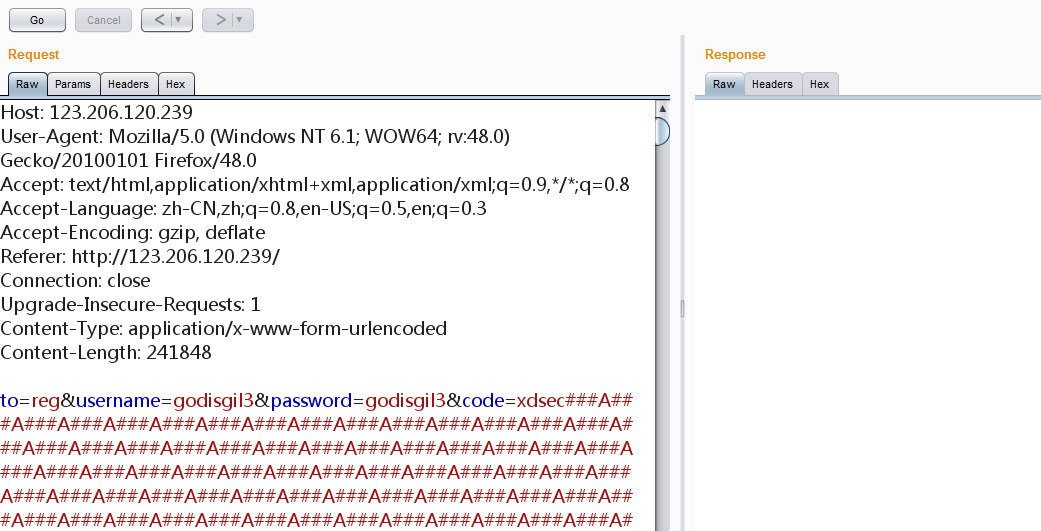 Go
Cancel
<
>
Request
Response
Raw
Params
Headers
Hex
Raw
Headers
Hex
Host: 123.206.120.239
User-Agent: Mozilla/5.0 (Windows NT 6.1; WOW64; rv:48.0)
Gecko/20100101 Firefox/48.0
Accept: text/html,application/xhtml+xml,application/xml;q=0.9,*/*;q=0.8
Accept-Language: zh-CN,zh;q=0.8,en-US;q=0.5,en;q=0.3
Accept-Encoding: gzip, deflate
Referer: http://123.206.120.239/
Connection: close
Upgrade-Insecure-Requests: 1
Content-Type: application/x-www-form-urlencoded
Content-Length: 241848
to=reg&username=godisgil3&password=godisgil3&code=xdsec###A##
#A###A###A###A###A###A###A###A###A###A###A###A###A###A#
##A###A###A###A###A###A###A###A###A###A###A###A###A###A
###A###A###A###A###A###A###A###A###A###A###A###A###A###
A###A###A###A###A###A###A###A###A###A###A###A###A###A##
#A###A###A###A###A###A###A###A###A###A###A###A###A###A#